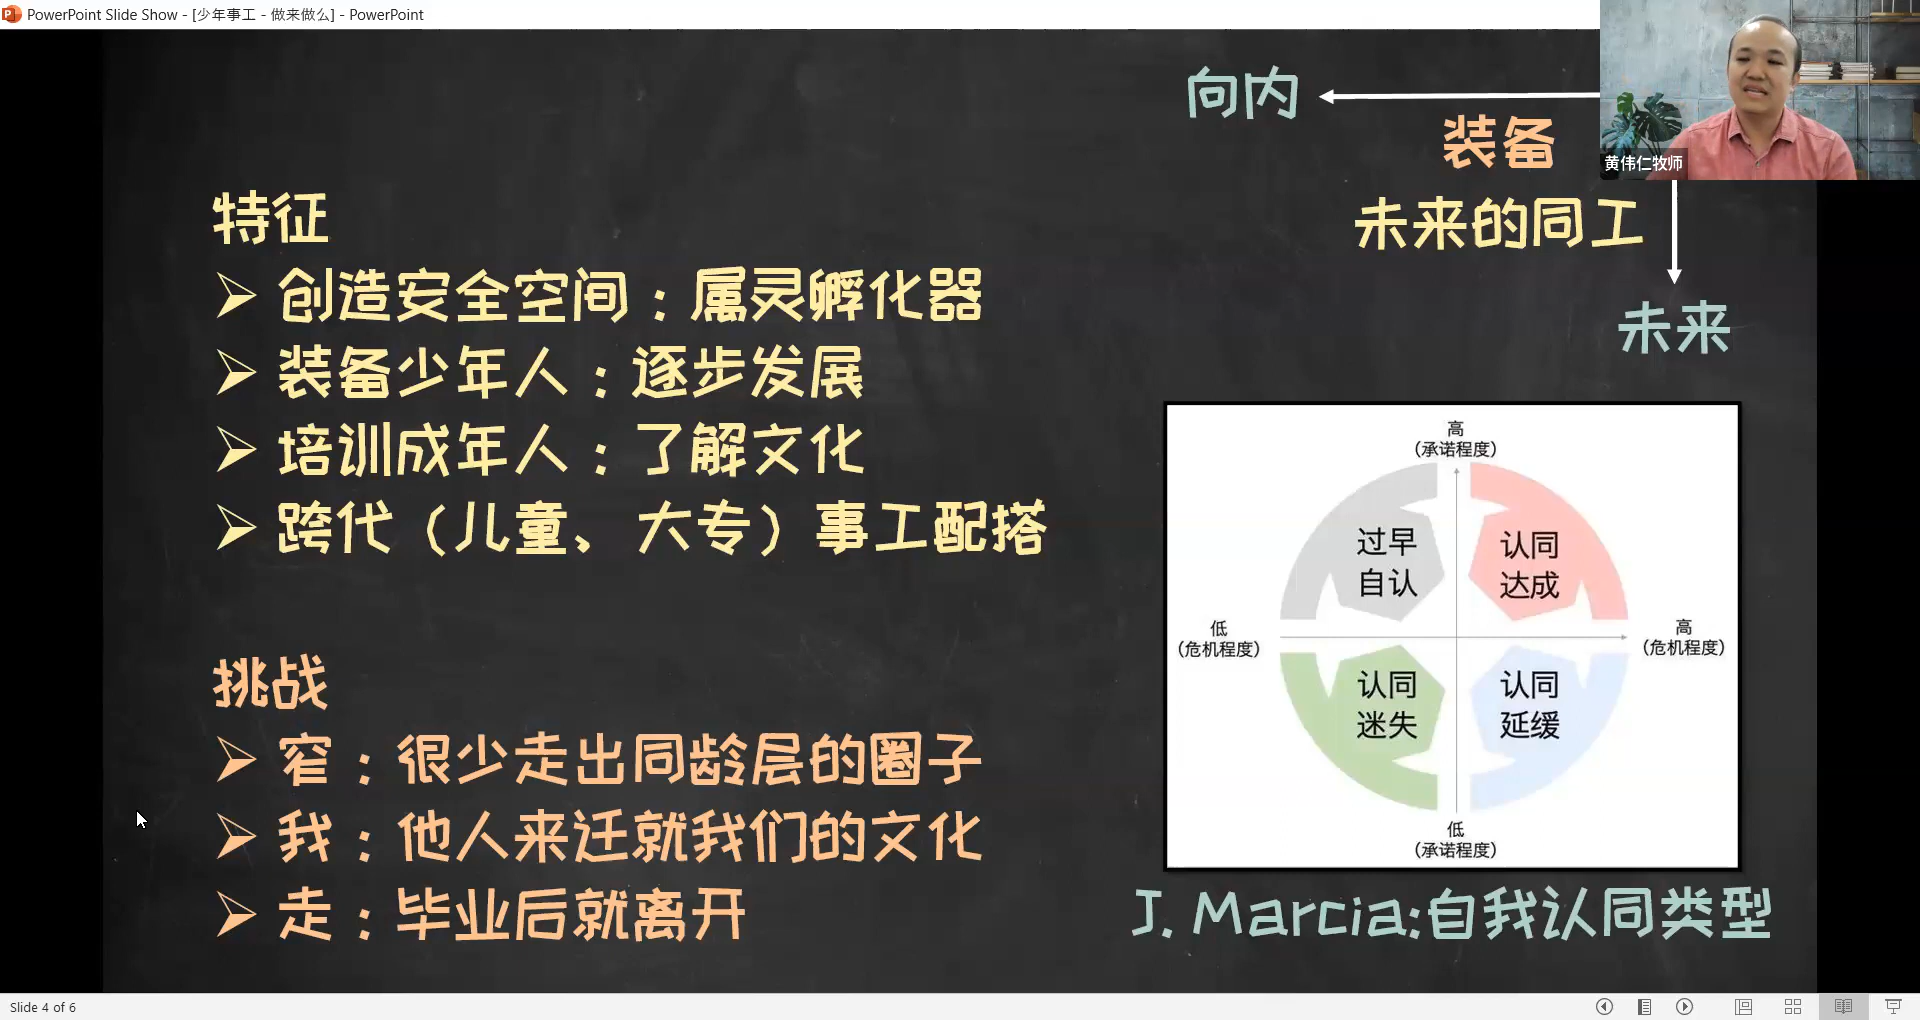 PowerPoint Slide Show - [少年事工 - 做来做么] - PowerPoint
向内
装备
黄伟仁牧师
未来的同工
未来
特征
➢ 创造安全空间：属灵孵化器
➢ 装备少年人：逐步发展
➢ 培训成年人：了解文化
➢ 跨代（儿童、大专）事工配搭
挑战
➢ 窄：很少走出同龄层的圈子
➢ 我：他人来迁就我们的文化
➢ 走：毕业后就离开
高
（承诺程度）
过早
自认
认同
达成
低
（危机程度）
高
（危机程度）
认同
迷失
认同
延缓
低
（承诺程度）
J. Marcia:自我认同类型
Slide 4 of 6